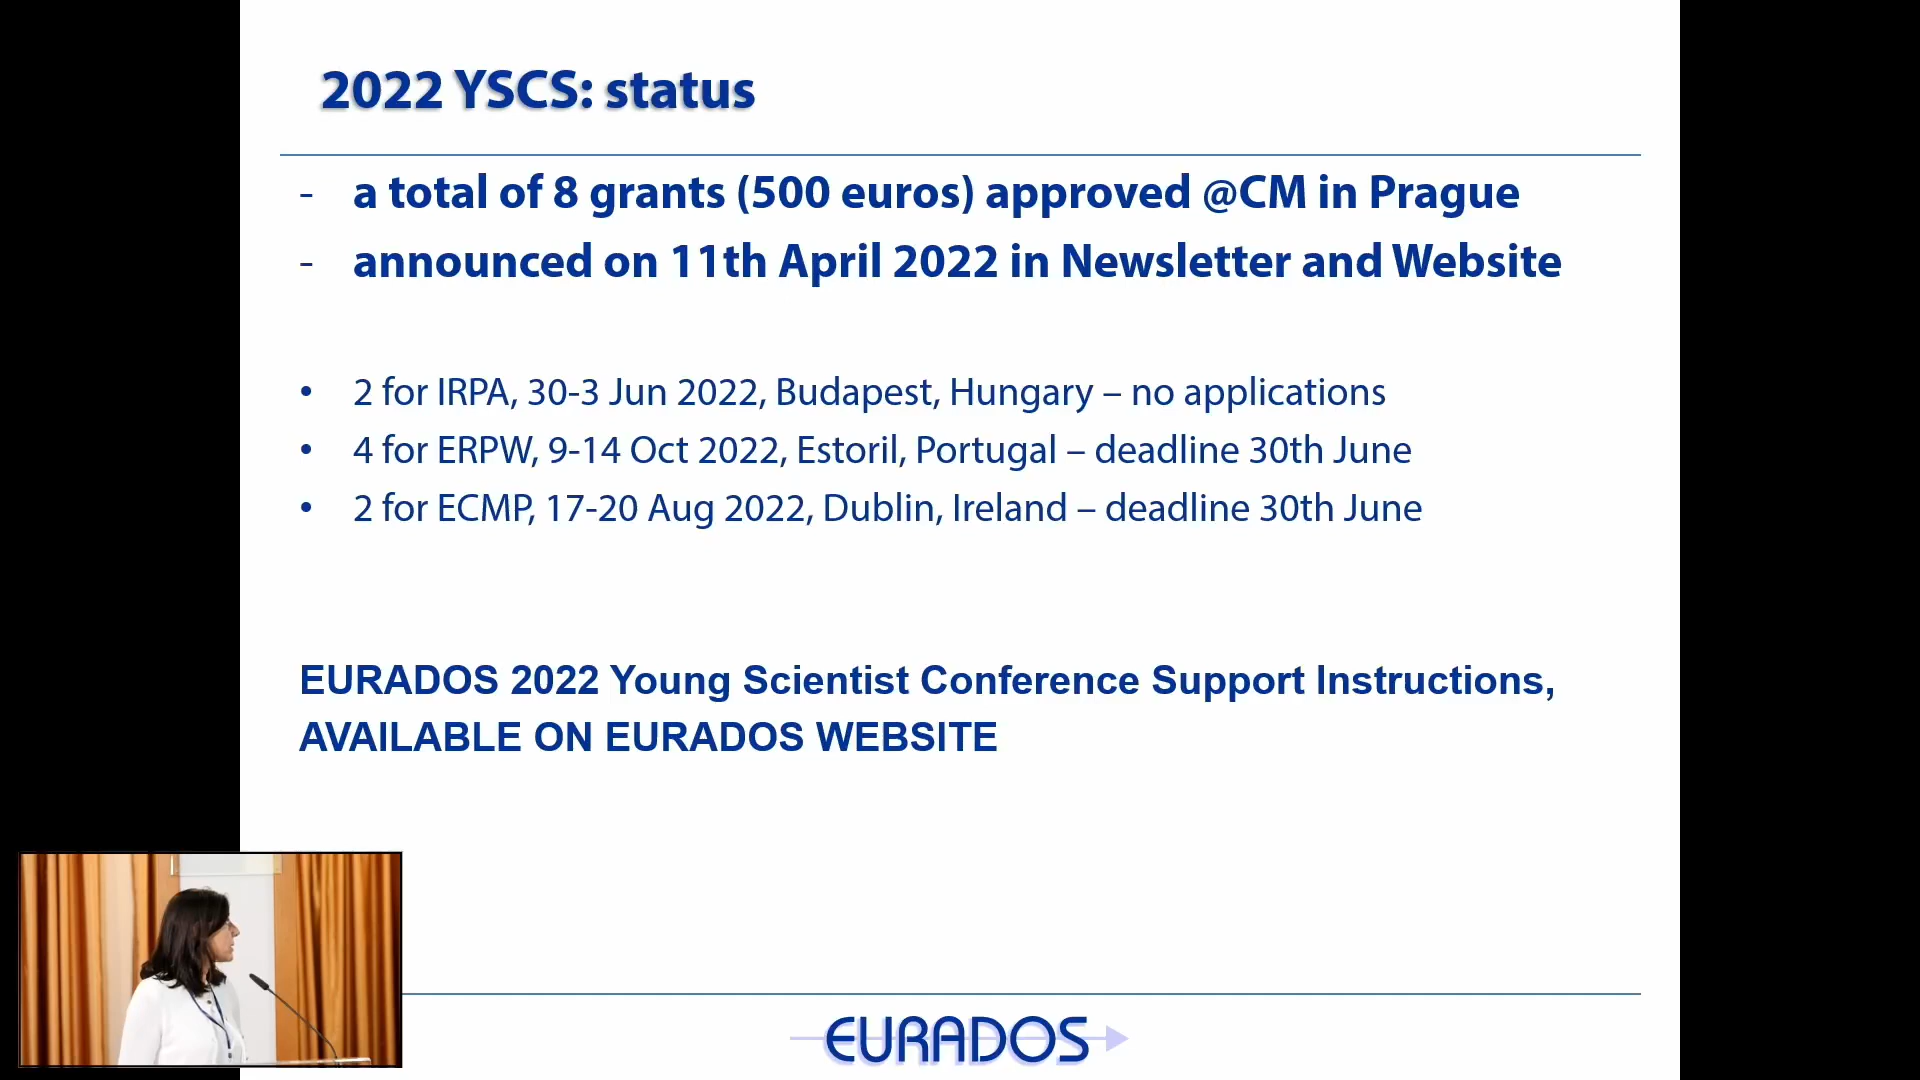 2022 YSCS: status
- a total of 8 grants (500 euros) approved @CM in Prague
- announced on 11th April 2022 in Newsletter and Website
• 2 for IRPA, 30-3 Jun 2022, Budapest, Hungary – no applications
• 4 for ERPW, 9-14 Oct 2022, Estoril, Portugal – deadline 30th June
• 2 for ECMP, 17-20 Aug 2022, Dublin, Ireland – deadline 30th June
EURADOS 2022 Young Scientist Conference Support Instructions,
AVAILABLE ON EURADOS WEBSITE
EURADOS